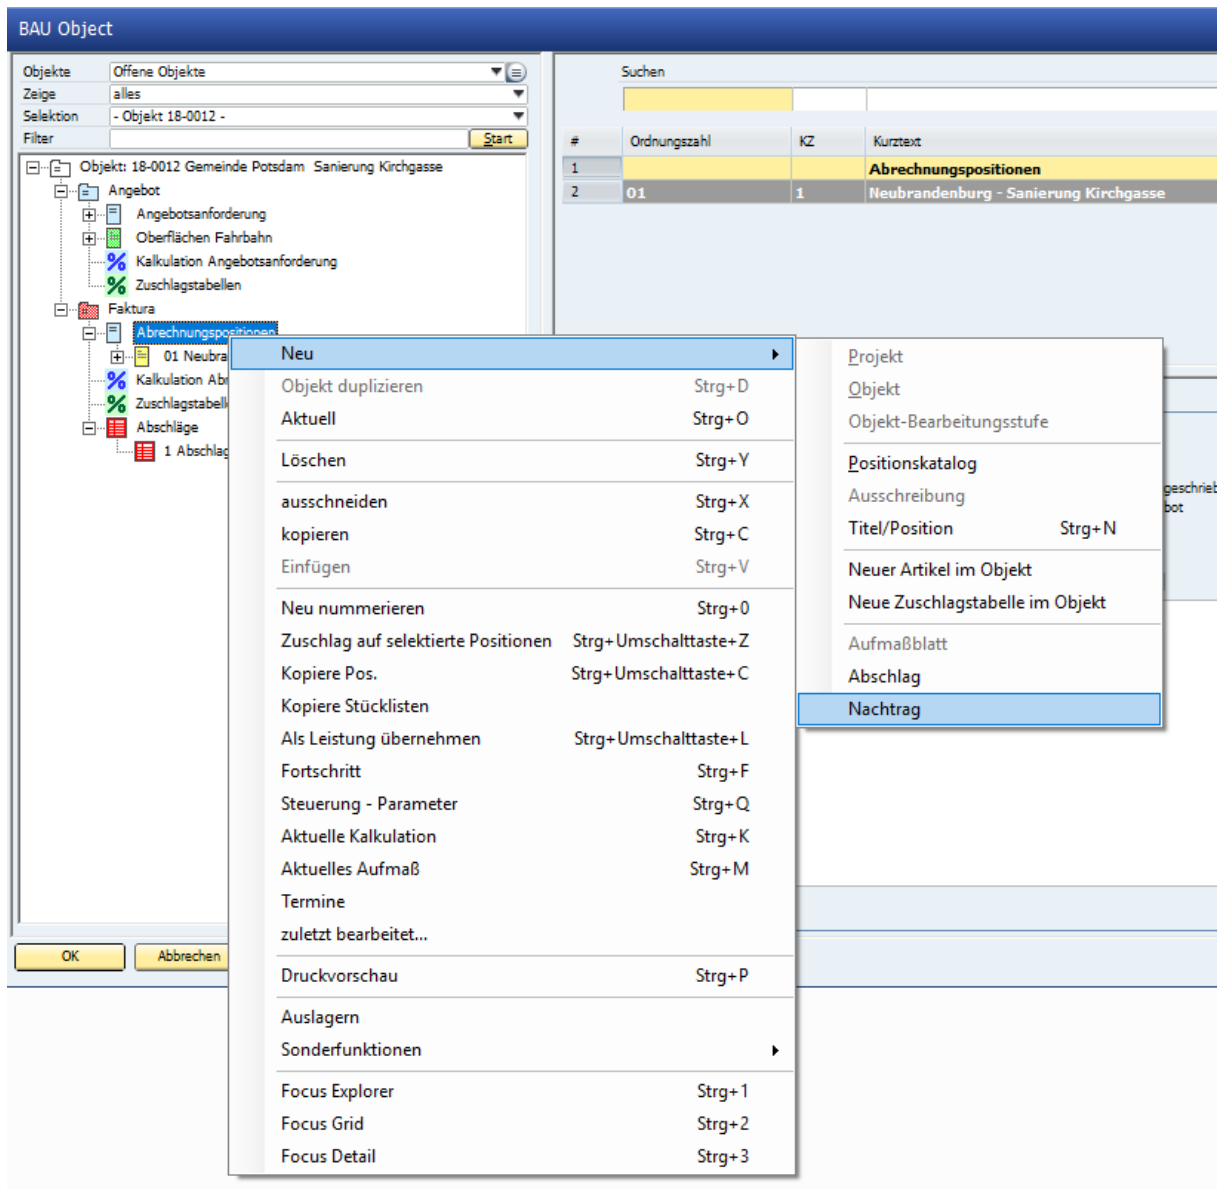 BAU Object
Objekte Offene Objekte
Zeige alles
Selektion - Objekt 18-0012 -
Filter Start
Objekt: 18-0012 Gemeinde Potsdam Sanierung Kirchgasse
Angebot
Angebotsanforderung
Oberflächen Fahrbahn
Kalkulation Angebotsanforderung
Zuschlagstabellen
Faktura
Abrechnungspositionen
01 Neubra
Kalkulation Abr
Zuschlagstabell
Abschläge
1 Abschlag
OK Abbrechen
Suchen
# Ordnungszahl KZ Kurztext
1 Abrechnungspositionen
2 01 1 Neubrandenburg - Sanierung Kirchgasse
geschrieb
bot
Neu
Objekt duplizieren Strg+D
Aktuell Strg+O
Löschen Strg+Y
ausschneiden Strg+X
kopieren Strg+C
Einfügen Strg+V
Neu nummerieren Strg+0
Zuschlag auf selektierte Positionen Strg+Umschalttaste+Z
Kopiere Pos. Strg+Umschalttaste+C
Kopiere Stücklisten
Als Leistung übernehmen Strg+Umschalttaste+L
Fortschritt Strg+F
Steuerung - Parameter Strg+Q
Aktuelle Kalkulation Strg+K
Aktuelles Aufmaß Strg+M
Termine
zuletzt bearbeitet...
Druckvorschau Strg+P
Auslagern
Sonderfunktionen
Focus Explorer Strg+1
Focus Grid Strg+2
Focus Detail Strg+3
Projekt
Objekt
Objekt-Bearbeitungsstufe
Positionskatalog
Ausschreibung
Titel/Position Strg+N
Neuer Artikel im Objekt
Neue Zuschlagstabelle im Objekt
Aufmaßblatt
Abschlag
Nachtrag